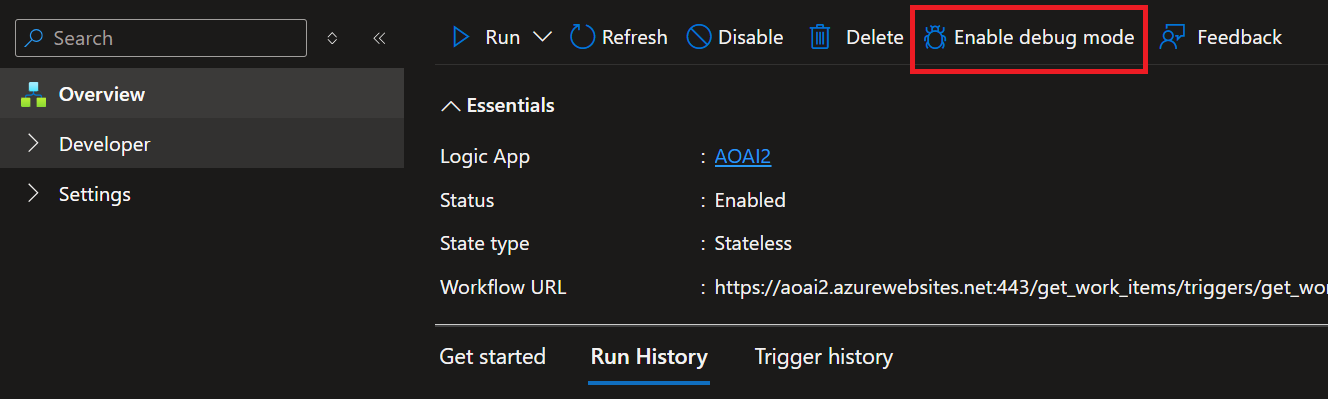 Search
Run Refresh Disable Delete Enable debug mode Feedback
Overview
Developer
Settings
Essentials
Logic App : AOAI2
Status : Enabled
State type : Stateless
Workflow URL : https://aoai2.azurewebsites.net:443/get_work_items/triggers/get_wor
Get started Run History Trigger history